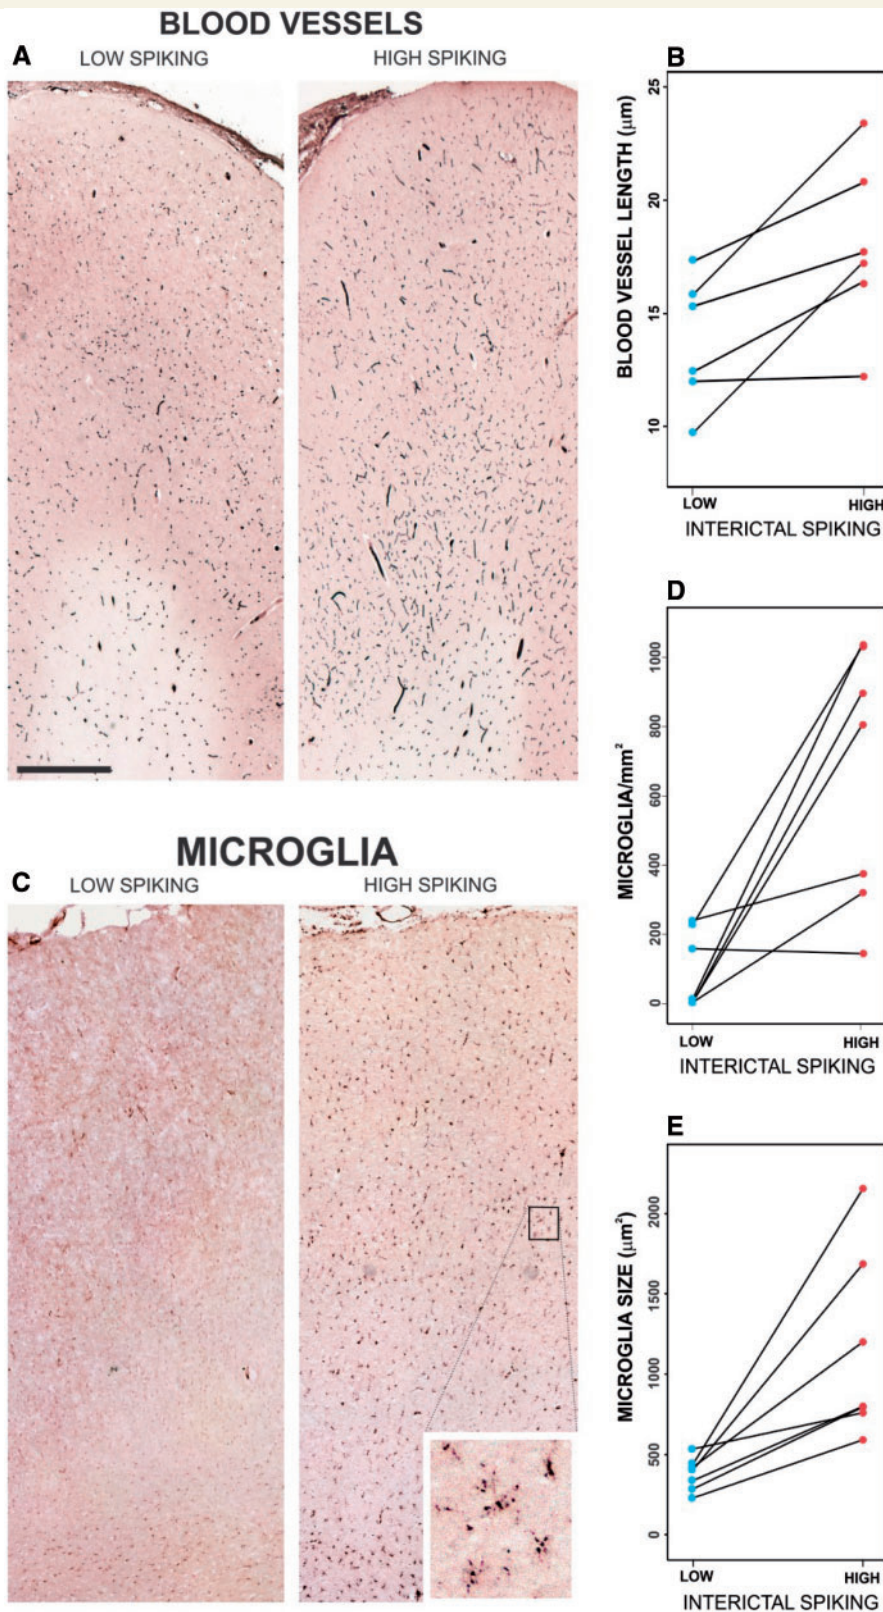 BLOOD VESSELS
A
LOW SPIKING
HIGH SPIKING
B
BLOOD VESSEL LENGTH (µm)
25
20
15
10
LOW
HIGH
INTERICTAL SPIKING
MICROGLIA
C
LOW SPIKING
HIGH SPIKING
D
MICROGLIA/mm²
1000
800
600
400
200
0
LOW
HIGH
INTERICTAL SPIKING
E
MICROGLIA SIZE (µm²)
2000
1500
1000
500
0
LOW
HIGH
INTERICTAL SPIKING